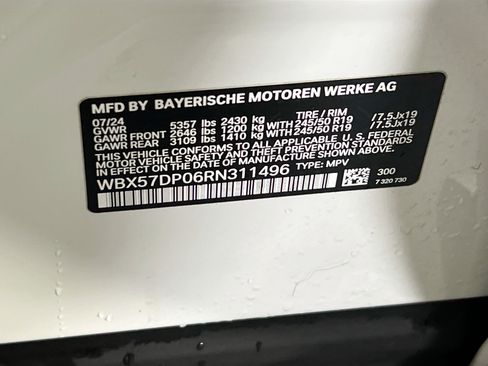 MFD BY BAYERISCHE MOTOREN WERKE AG
07/24 TIRE / RIM
GVWR 5357 lbs 2430 kg
GAWR FRONT 2646 lbs 1200 kg WITH 245/50 R19 /7.5Jx19
GAWR REAR 3109 lbs 1410 kg WITH 245/50 R19 /7.5Jx19
THIS VEHICLE CONFORMS TO ALL APPLICABLE U.S. FEDERAL
MOTOR VEHICLE SAFETY STANDARDS IN EFFECT ON THE
DATE OF MANUFACTURE SHOWN ABOVE.
WBX57DP06RN311496 TYPE: MPV
300
7 320 730